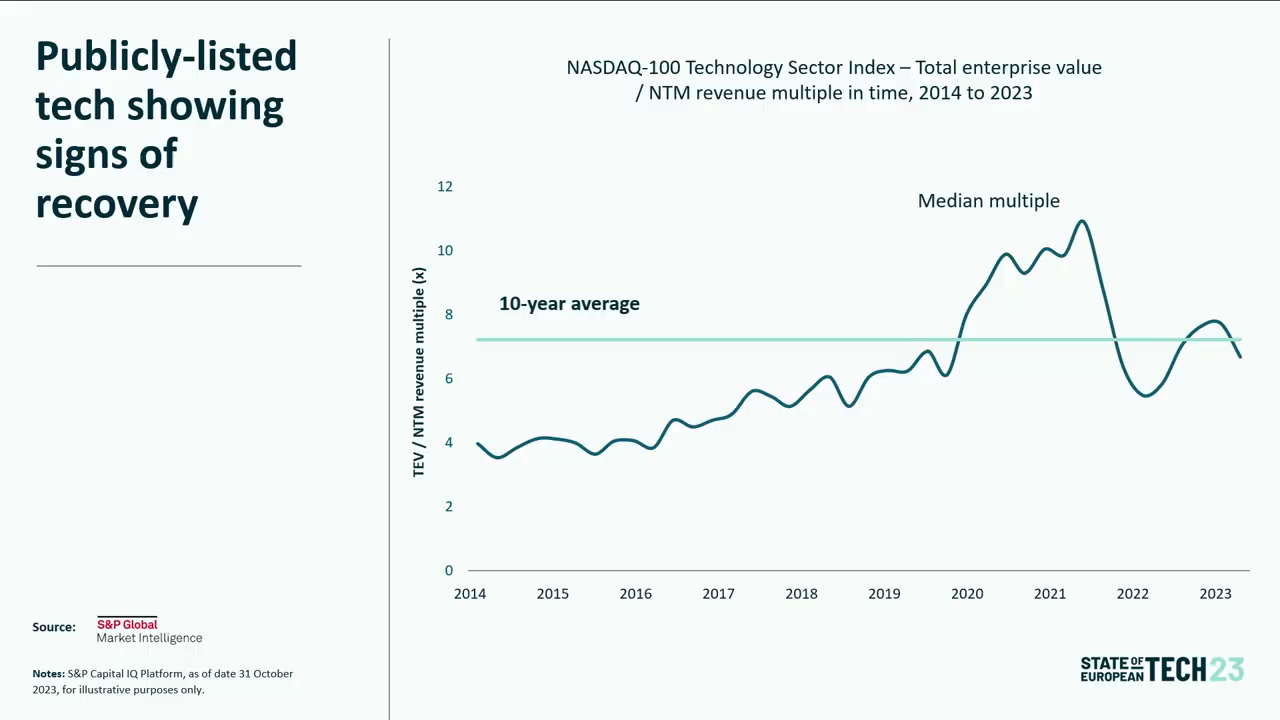 Publicly-listed
tech showing
signs of
recovery
NASDAQ-100 Technology Sector Index – Total enterprise value
/ NTM revenue multiple in time, 2014 to 2023
Median multiple
10-year average
TEV / NTM revenue multiple (x)
12
10
8
6
4
2
0
2014 2015 2016 2017 2018 2019 2020 2021 2022 2023
Source:
S&P Global
Market Intelligence
Notes: S&P Capital IQ Platform, as of date 31 October
2023, for illustrative purposes only.
STATE OF
EUROPEAN TECH 23